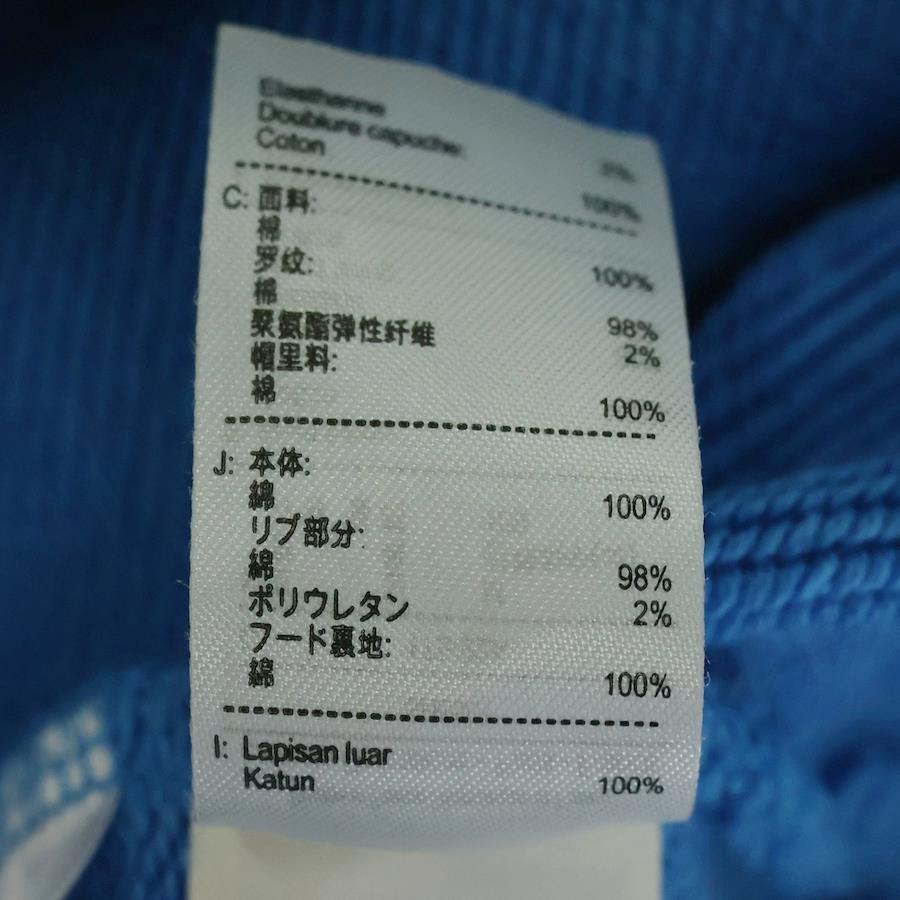 Elasthanne
Doublure capuche:
Coton 100%
C: 面料:
棉 100%
罗纹:
棉 98%
聚氨酯弹性纤维 2%
帽里料:
棉 100%
J: 本体:
綿 100%
リブ部分:
綿 98%
ポリウレタン 2%
フード裏地:
綿 100%
I: Lapisan luar
Katun 100%